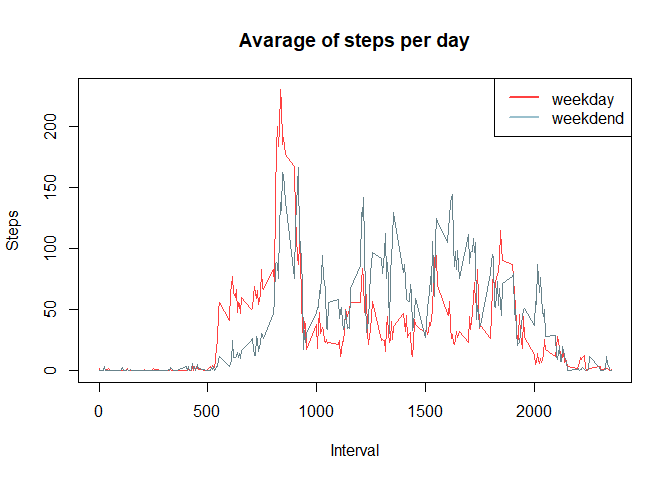 Avarage of steps per day
weekday
weekdend
Steps
200
150
100
50
0
0 500 1000 1500 2000
Interval